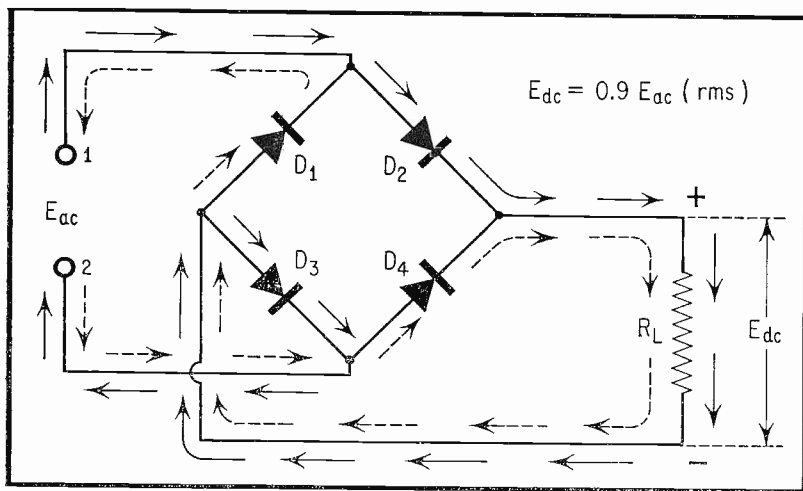 E_dc = 0.9 E_ac (rms)
1
D_1
D_2
+
E_ac
2
D_3
D_4
R_L
E_dc
−